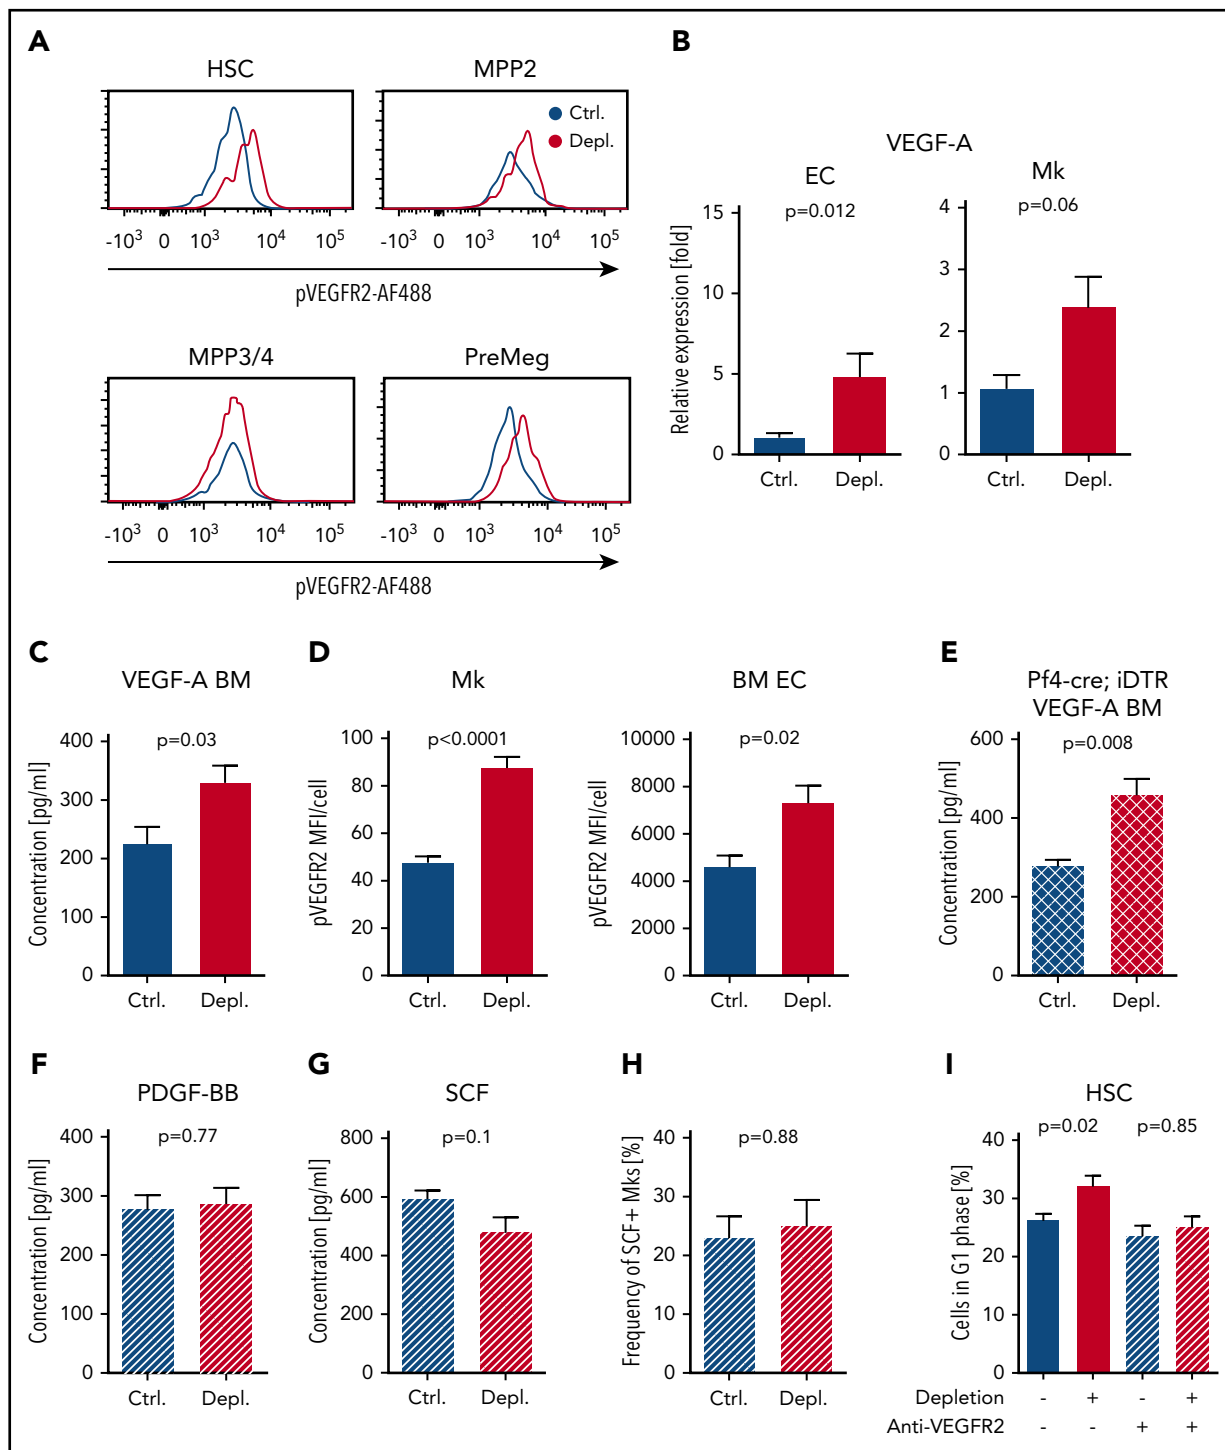 A
HSC
MPP2
Ctrl.
Depl.
-10³ 0 10³ 10⁴ 10⁵
-10³ 0 10³ 10⁴ 10⁵
pVEGFR2-AF488
MPP3/4
PreMeg
-10³ 0 10³ 10⁴ 10⁵
-10³ 0 10³ 10⁴ 10⁵
pVEGFR2-AF488
B
VEGF-A
EC
p=0.012
Relative expression [fold]
15
10
5
0
Ctrl. Depl.
Mk
p=0.06
4
3
2
1
0
Ctrl. Depl.
C
VEGF-A BM
p=0.03
Concentration [pg/ml]
400
300
200
100
0
Ctrl. Depl.
D
Mk
p<0.0001
pVEGFR2 MFI/cell
100
80
60
40
20
0
Ctrl. Depl.
BM EC
p=0.02
pVEGFR2 MFI/cell
10000
8000
6000
4000
2000
0
Ctrl. Depl.
E
Pf4-cre; iDTR
VEGF-A BM
p=0.008
Concentration [pg/ml]
600
400
200
0
Ctrl. Depl.
F
PDGF-BB
p=0.77
Concentration [pg/ml]
400
300
200
100
0
Ctrl. Depl.
G
SCF
p=0.1
Concentration [pg/ml]
800
600
400
200
0
Ctrl. Depl.
H
p=0.88
Frequency of SCF+ Mks [%]
40
30
20
10
0
Ctrl. Depl.
I
HSC
p=0.02 p=0.85
Cells in G1 phase [%]
40
30
20
10
0
Depletion - + - +
Anti-VEGFR2 - - + +